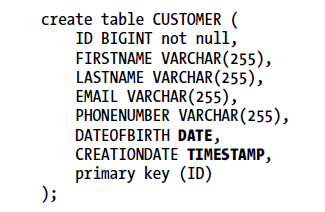 create table CUSTOMER (
    ID BIGINT not null,
    FIRSTNAME VARCHAR(255),
    LASTNAME VARCHAR(255),
    EMAIL VARCHAR(255),
    PHONENUMBER VARCHAR(255),
    DATEOFBIRTH DATE,
    CREATIONDATE TIMESTAMP,
    primary key (ID)
);